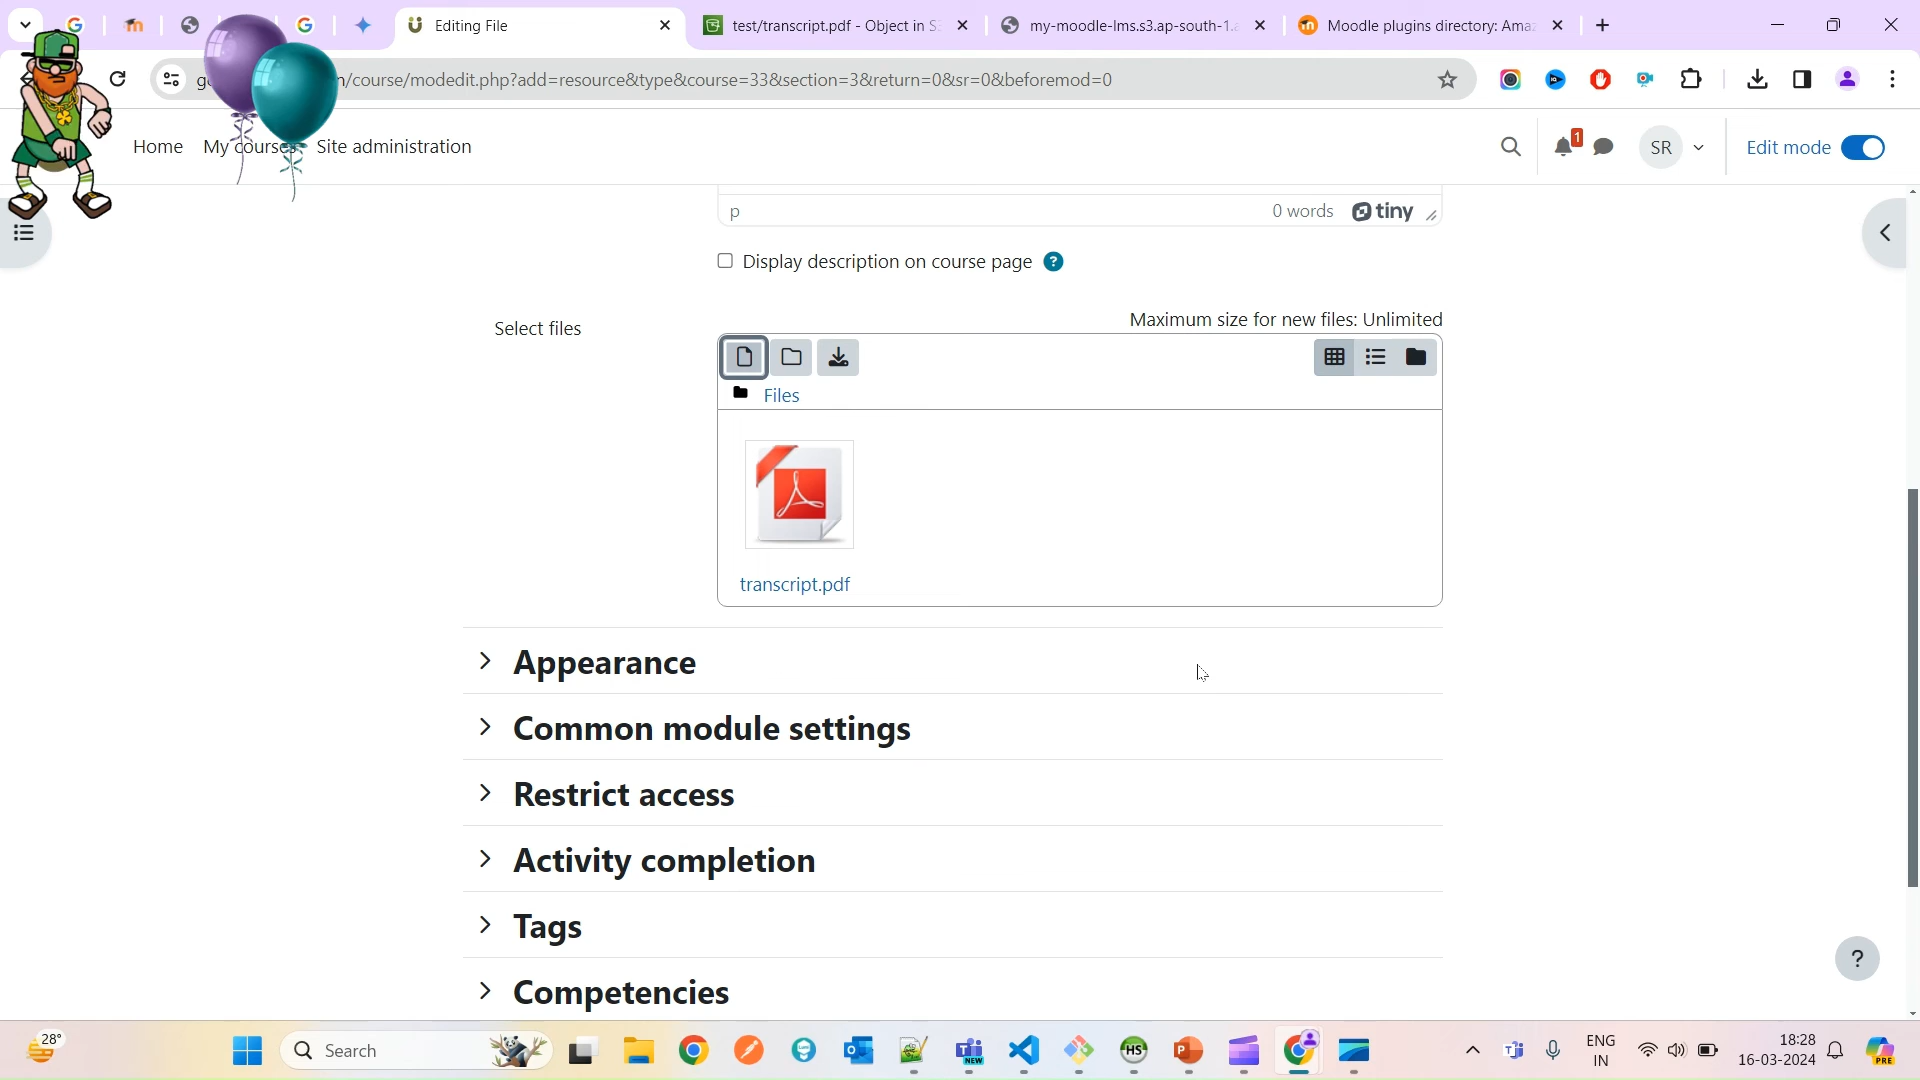 Editing File
test/transcript.pdf - Object in S
my-moodle-lms.s3.ap-south-1.
Moodle plugins directory: Ama
/course/modedit.php?add=resource&type&course=33&section=3&return=0&sr=0&beforemod=0
Home My courses Site administration
1
SR
Edit mode
p
0 words
tiny
Display description on course page ?
Select files
Maximum size for new files: Unlimited
Files
transcript.pdf
Appearance
Common module settings
Restrict access
Activity completion
Tags
Competencies
?
28°
Search
NEW
HS
ENG
IN
18:28
16-03-2024
PRE